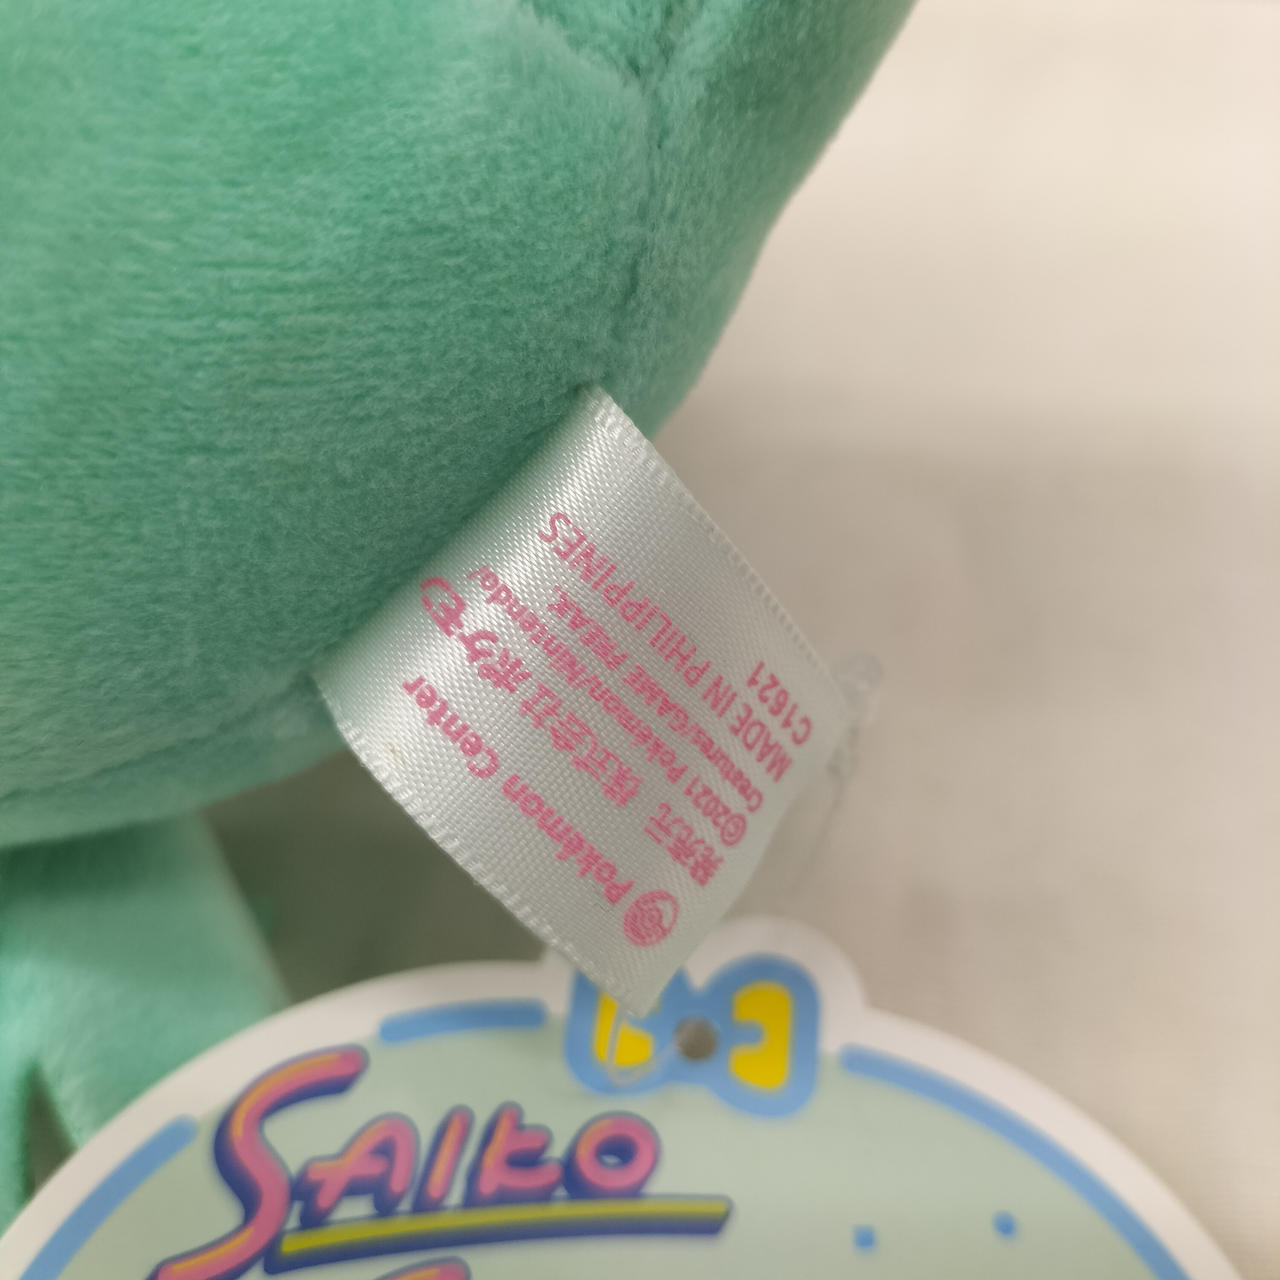 Pokémon Center
発売元 株式会社ポケモン
©2021 Pokémon/Nintendo/
Creatures/GAME FREAK.
MADE IN PHILIPPINES
C1621
SAIKO